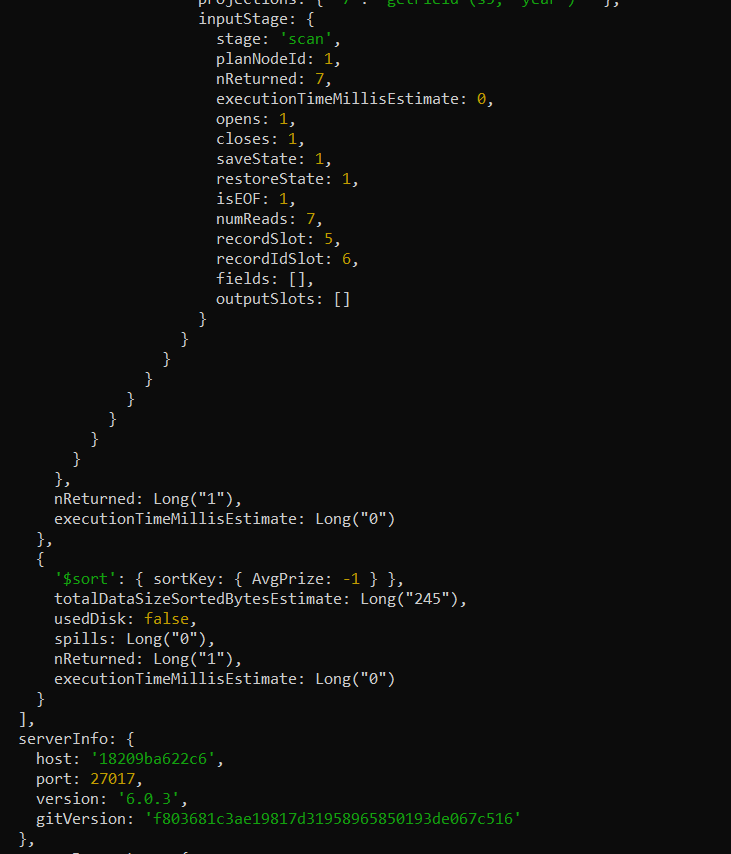 projections: { '7': 'getField (s5, "year")' },
inputStage: {
stage: 'scan',
planNodeId: 1,
nReturned: 7,
executionTimeMillisEstimate: 0,
opens: 1,
closes: 1,
saveState: 1,
restoreState: 1,
isEOF: 1,
numReads: 7,
recordSlot: 5,
recordIdSlot: 6,
fields: [],
outputSlots: []
}
}
}
}
}
}
}
}
},
nReturned: Long("1"),
executionTimeMillisEstimate: Long("0")
},
{
'$sort': { sortKey: { AvgPrize: -1 } },
totalDataSizeSortedBytesEstimate: Long("245"),
usedDisk: false,
spills: Long("0"),
nReturned: Long("1"),
executionTimeMillisEstimate: Long("0")
}
],
serverInfo: {
host: '18209ba622c6',
port: 27017,
version: '6.0.3',
gitVersion: 'f803681c3ae19817d31958965850193de067c516'
},